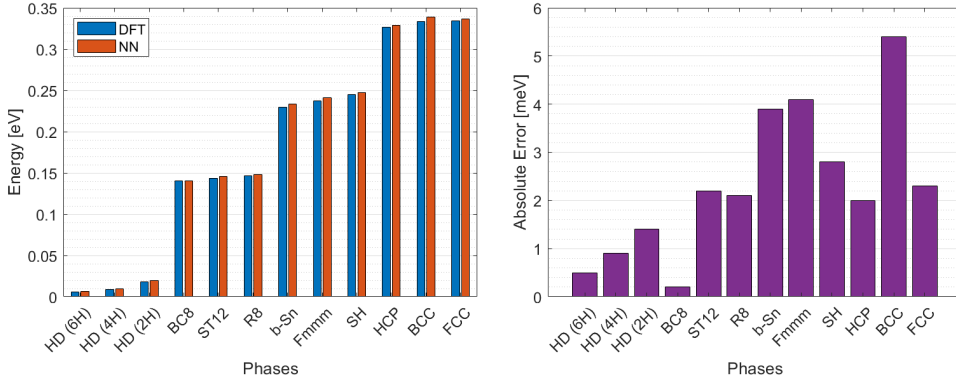 0.35
0.3
0.25
0.2
0.15
0.1
0.05
0
Energy [eV]
DFT
NN
HD (6H)
HD (4H)
HD (2H)
BC8
ST12
R8
b-Sn
Fmmm
SH
HCP
BCC
FCC
Phases
6
5
4
3
2
1
0
Absolute Error [meV]
HD (6H)
HD (4H)
HD (2H)
BC8
ST12
R8
b-Sn
Fmmm
SH
HCP
BCC
FCC
Phases